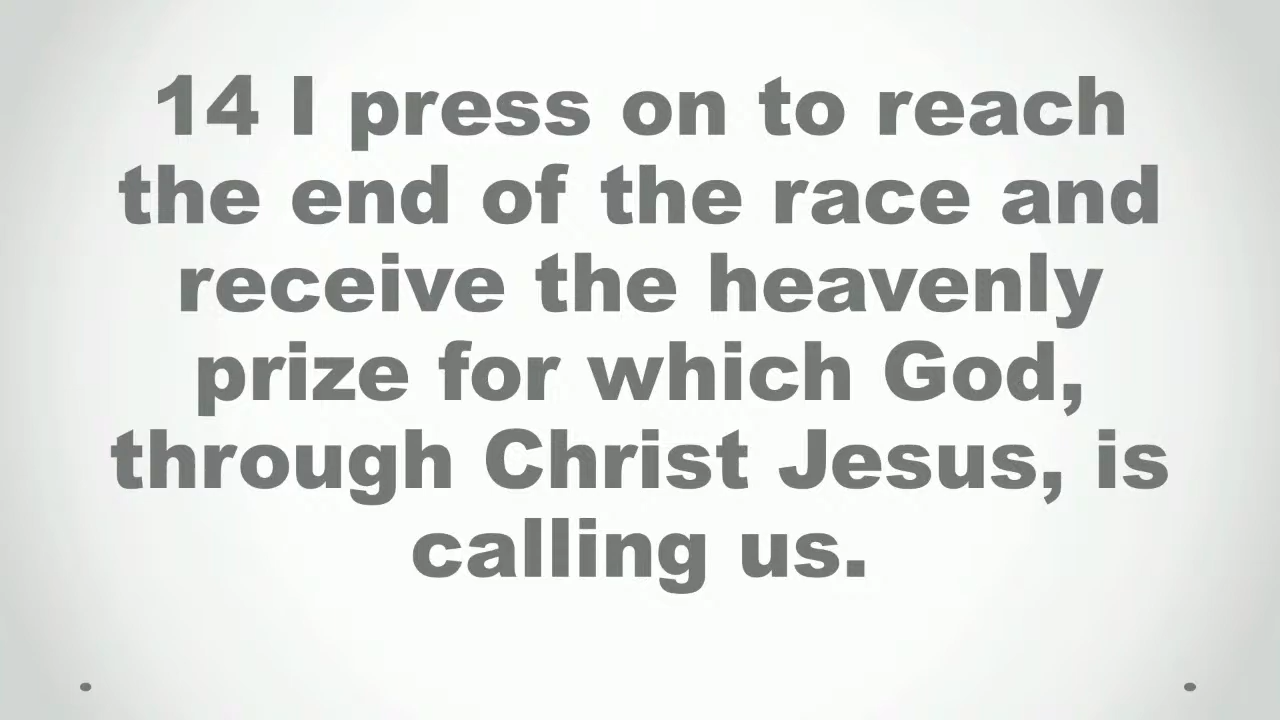 14 I press on to reach
the end of the race and
receive the heavenly
prize for which God,
through Christ Jesus, is
calling us.